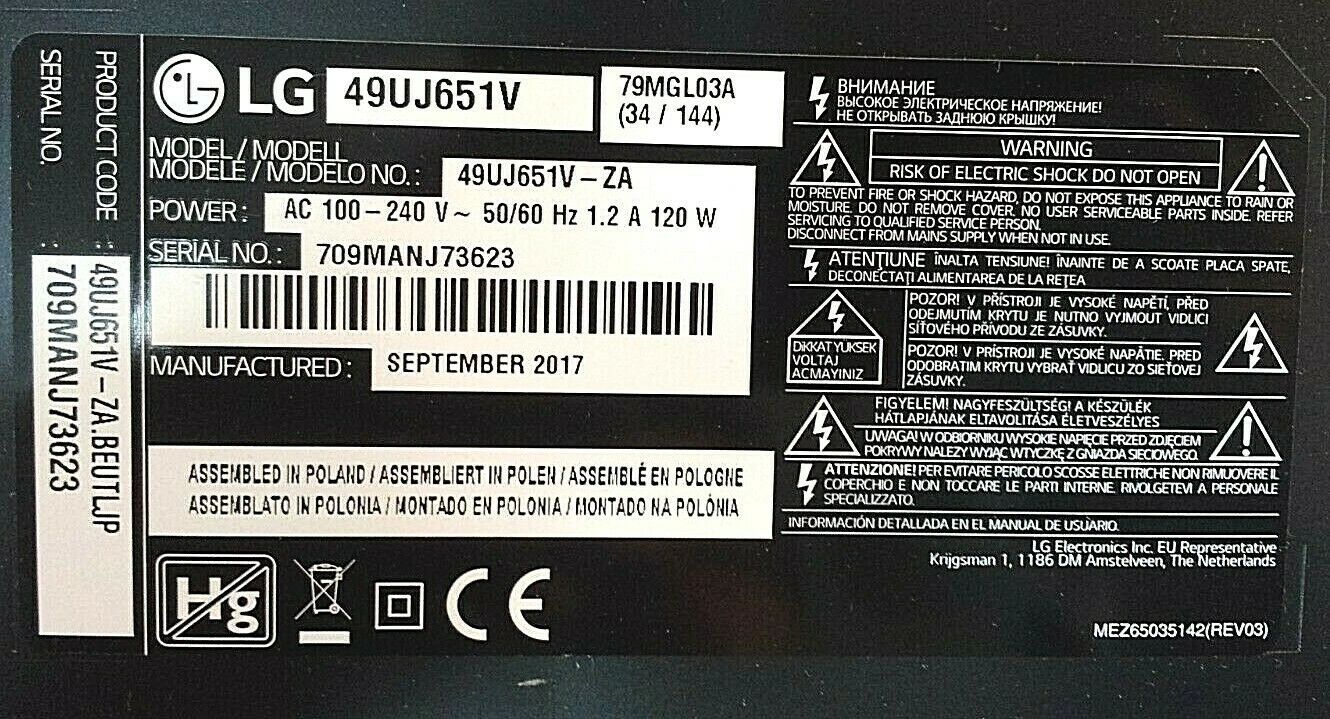 PRODUCT CODE : 49UJ651V - ZA.BEUTLJP
SERIAL NO. : 709MANJ73623
LG 49UJ651V
79MGL03A
(34 / 144)
MODEL / MODELL
MODELE / MODELO NO. : 49UJ651V - ZA
POWER : AC 100 - 240 V ~ 50/60 Hz 1.2 A 120 W
SERIAL NO. : 709MANJ73623
MANUFACTURED : SEPTEMBER 2017
ASSEMBLED IN POLAND / ASSEMBLIERT IN POLEN / ASSEMBLÉ EN POLOGNE
ASSEMBLATO IN POLONIA / MONTADO EN POLONIA / MONTADO NA POLÓNIA
Hg
CE
ВНИМАНИЕ
ВЫСОКОЕ ЭЛЕКТРИЧЕСКОЕ НАПРЯЖЕНИЕ!
НЕ ОТКРЫВАТЬ ЗАДНЮЮ КРЫШКУ!
WARNING
RISK OF ELECTRIC SHOCK DO NOT OPEN
TO PREVENT FIRE OR SHOCK HAZARD, DO NOT EXPOSE THIS APPLIANCE TO RAIN OR
MOISTURE. DO NOT REMOVE COVER. NO USER SERVICEABLE PARTS INSIDE. REFER
SERVICING TO QUALIFIED SERVICE PERSON.
DISCONNECT FROM MAINS SUPPLY WHEN NOT IN USE.
ATENŢIUNE ÎNALTA TENSIUNE! ÎNAINTE DE A SCOATE PLACA SPATE,
DECONECTAŢI ALIMENTAREA DE LA REŢEA
DİKKAT YUKSEK
VOLTAJ
ACMAYINIZ
POZOR! V PŘÍSTROJI JE VYSOKÉ NAPĚTÍ, PŘED
ODEJMUTÍM KRYTU JE NUTNO VYJMOUT VIDLICI
SÍŤOVÉHO PŘÍVODU ZE ZÁSUVKY.
POZOR! V PRÍSTROJI JE VYSOKÉ NAPÄTIE. PRED
ODOBRATIM KRYTU VYBRAŤ VIDLICU ZO SIEŤOVEJ
ZÁSUVKY.
FIGYELEM! NAGYFESZÜLTSÉG! A KÉSZÜLÉK
HÁTLAPJÁNAK ELTAVOLITÁSA ÉLETVESZÉLYES
UWAGA! W ODBIORNIKU WYSOKIE NAPIĘCIE PRZED ZDJĘCIEM
POKRYWY NALEŻY WYJĄĆ WTYCZKĘ Z GNIAZDA SIECIOWEGO.
ATTENZIONE! PER EVITARE PERICOLO SCOSSE ELETTRICHE NON RIMUOVERE IL
COPERCHIO E NON TOCCARE LE PARTI INTERNE. RIVOLGETEVI A PERSONALE
SPECIALIZZATO.
INFORMACIÓN DETALLADA EN EL MANUAL DE USUARIO.
LG Electronics Inc. EU Representative
Krijgsman 1, 1186 DM Amstelveen, The Netherlands
MEZ65035142(REV03)